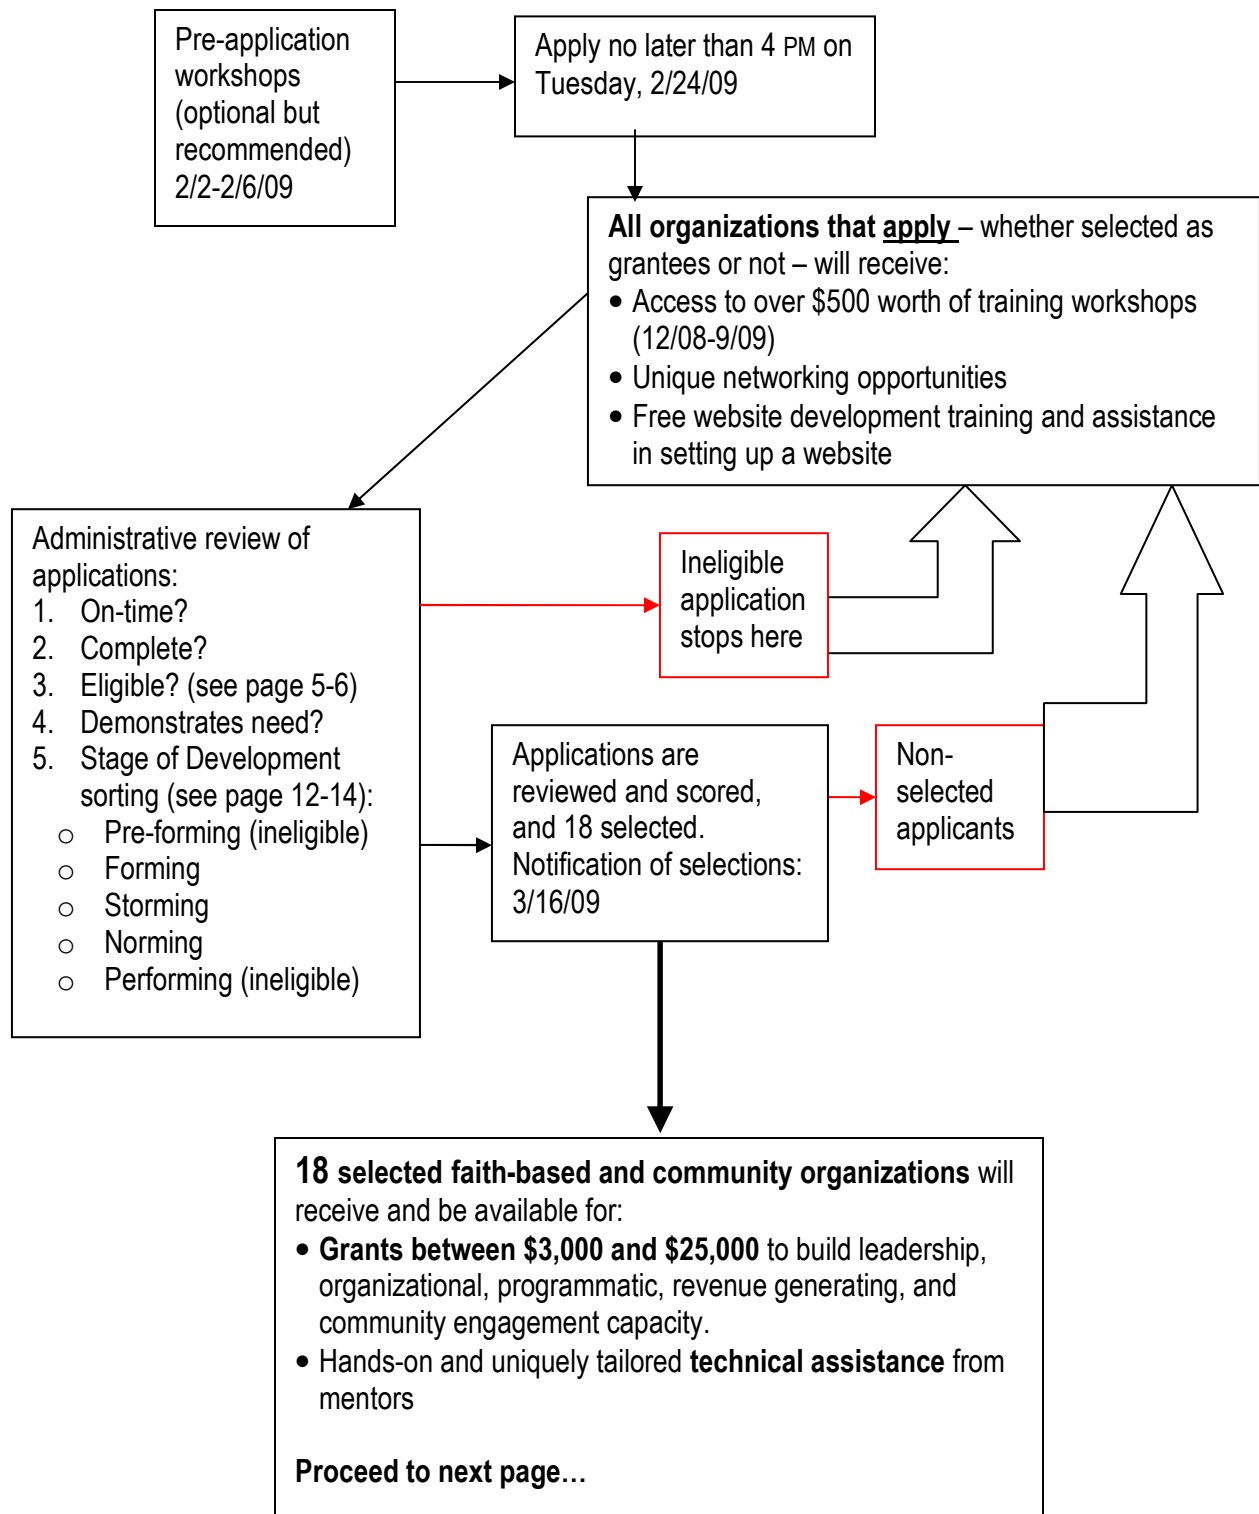 Pre-application
workshops
(optional but
recommended)
2/2-2/6/09
Apply no later than 4 PM on
Tuesday, 2/24/09
All organizations that apply – whether selected as
grantees or not – will receive:
• Access to over $500 worth of training workshops
(12/08-9/09)
• Unique networking opportunities
• Free website development training and assistance
in setting up a website
Administrative review of
applications:
1. On-time?
2. Complete?
3. Eligible? (see page 5-6)
4. Demonstrates need?
5. Stage of Development
sorting (see page 12-14):
o Pre-forming (ineligible)
o Forming
o Storming
o Norming
o Performing (ineligible)
Ineligible
application
stops here
Applications are
reviewed and scored,
and 18 selected.
Notification of selections:
3/16/09
Non-
selected
applicants
18 selected faith-based and community organizations will
receive and be available for:
• Grants between $3,000 and $25,000 to build leadership,
organizational, programmatic, revenue generating, and
community engagement capacity.
• Hands-on and uniquely tailored technical assistance from
mentors
Proceed to next page…